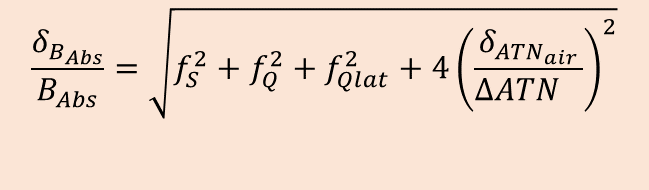 δ_{B_{Abs}}/B_{Abs} = √(f_S^2 + f_Q^2 + f_{Qlat}^2 + 4(δ_{ATN_{air}}/ΔATN)^2)